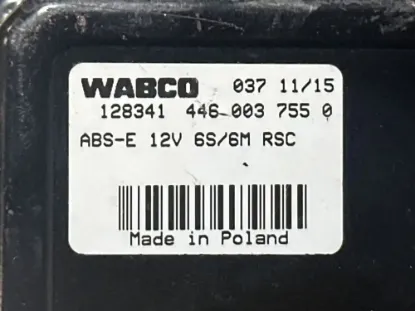 WABCO 037 11/15
128341 446 003 755 0
ABS-E 12V 6S/6M RSC
Made in Poland